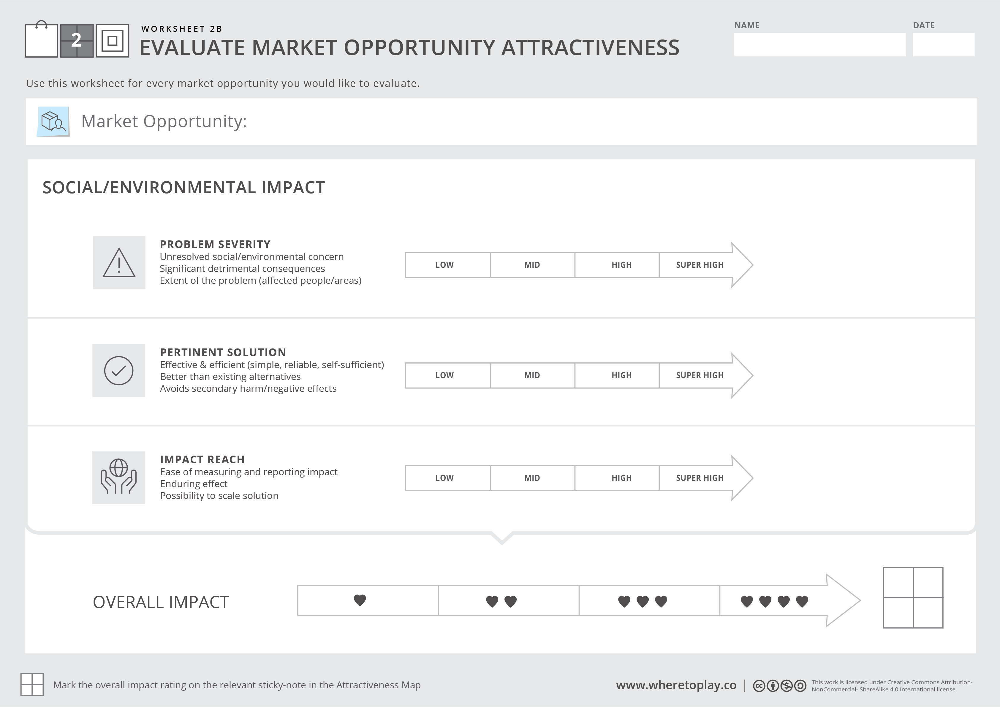 WORKSHEET 2B
2
EVALUATE MARKET OPPORTUNITY ATTRACTIVENESS
NAME
DATE
Use this worksheet for every market opportunity you would like to evaluate.
Market Opportunity:
SOCIAL/ENVIRONMENTAL IMPACT
PROBLEM SEVERITY
Unresolved social/environmental concern
Significant detrimental consequences
Extent of the problem (affected people/areas)
LOW MID HIGH SUPER HIGH
PERTINENT SOLUTION
Effective & efficient (simple, reliable, self-sufficient)
Better than existing alternatives
Avoids secondary harm/negative effects
LOW MID HIGH SUPER HIGH
IMPACT REACH
Ease of measuring and reporting impact
Enduring effect
Possibility to scale solution
LOW MID HIGH SUPER HIGH
OVERALL IMPACT
Mark the overall impact rating on the relevant sticky-note in the Attractiveness Map
www.wheretoplay.co
cc
This work is licensed under Creative Commons Attribution-
NonCommercial- ShareAlike 4.0 International license.